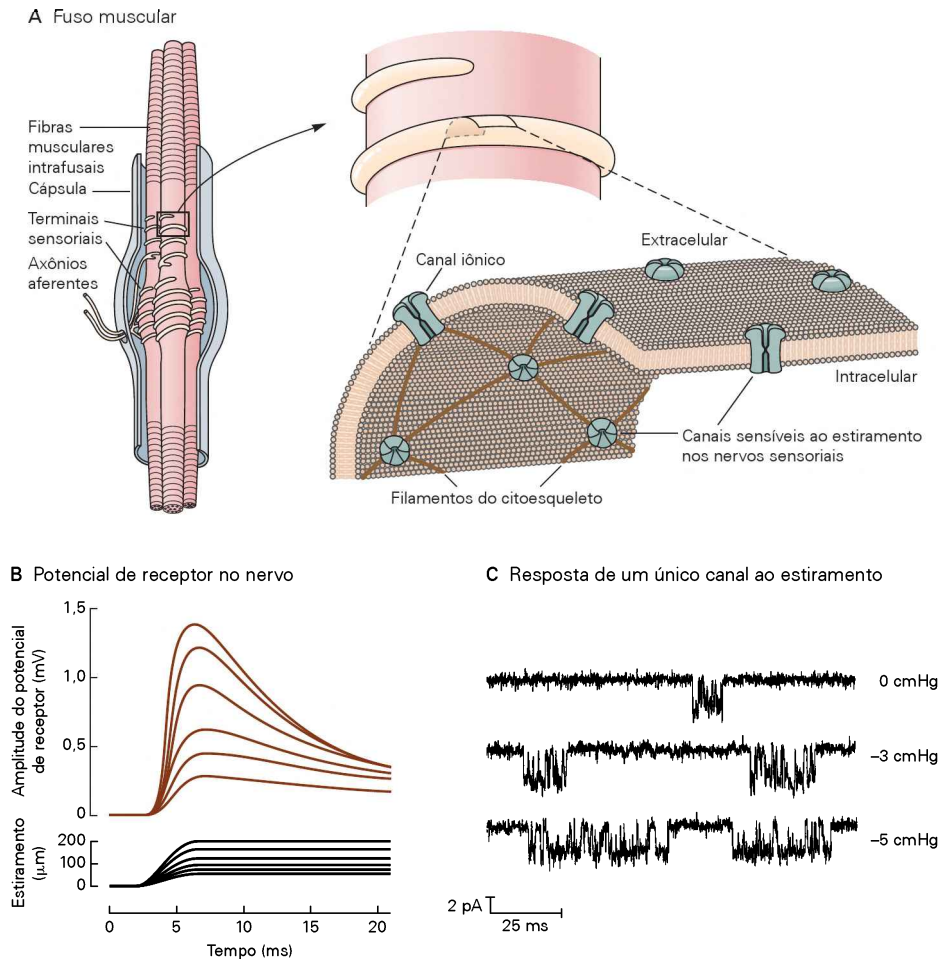 A Fuso muscular
Fibras
musculares
intrafusais
Cápsula
Terminais
sensoriais
Axônios
aferentes
Canal iônico
Extracelular
Intracelular
Canais sensíveis ao estiramento
nos nervos sensoriais
Filamentos do citoesqueleto
B Potencial de receptor no nervo
Amplitude do potencial
de receptor (mV)
1,5
1,0
0,5
0
Estiramento
(μm)
200
100
0
0 5 10 15 20
Tempo (ms)
C Resposta de um único canal ao estiramento
0 cmHg
–3 cmHg
–5 cmHg
2 pA
25 ms